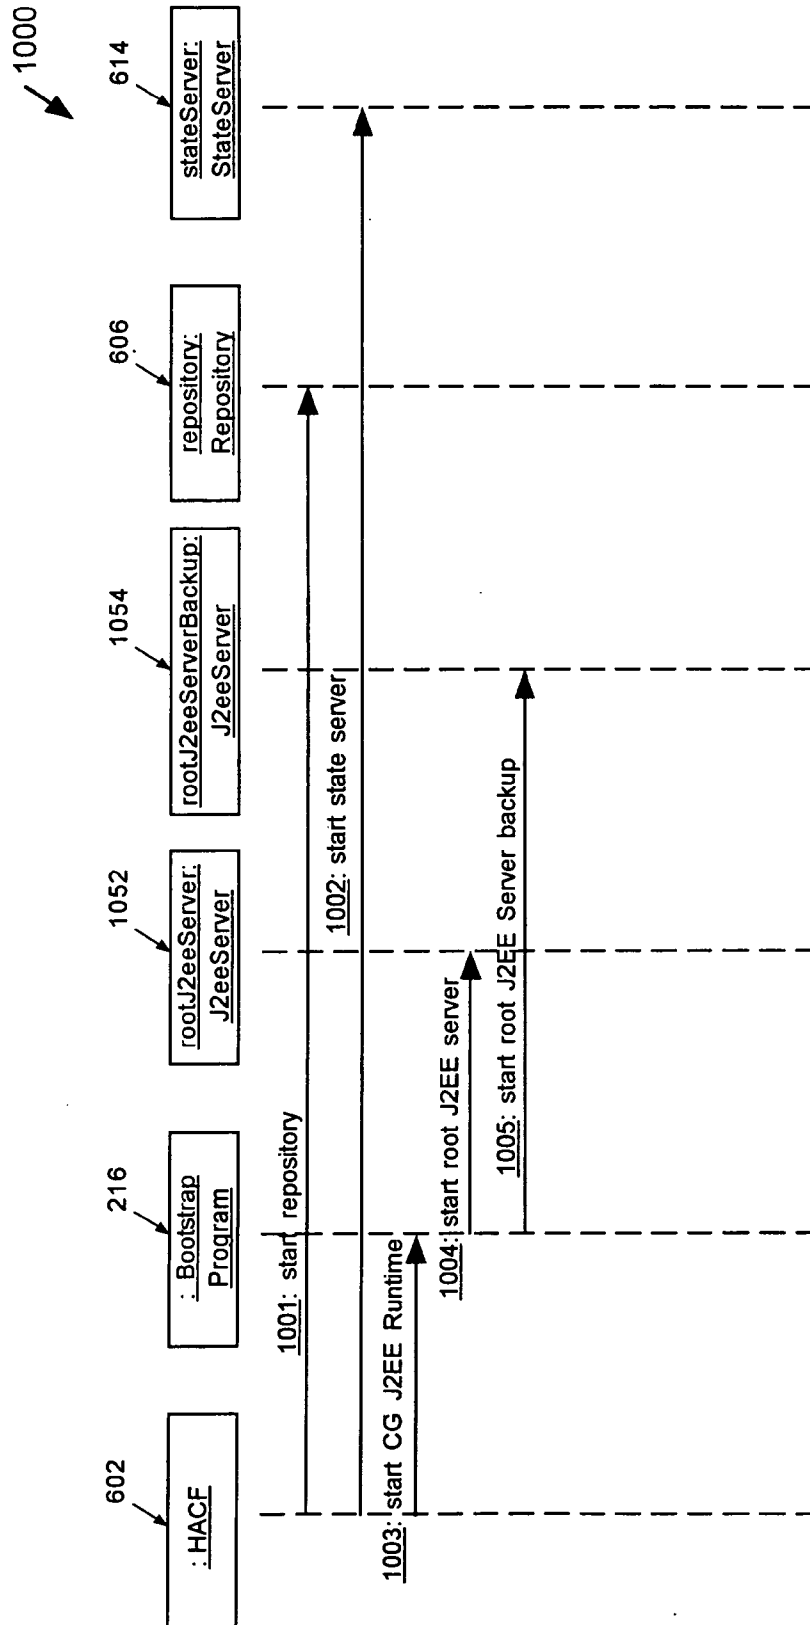 1000
602
216
1052
1054
606
614
: HACF
: Bootstrap
Program
rootJ2eeServer:
J2eeServer
rootJ2eeServerBackup:
J2eeServer
repository:
Repository
stateServer:
StateServer
1001: start repository
1002: start state server
1003: start CG J2EE Runtime
1004: start root J2EE server
1005: start root J2EE Server backup